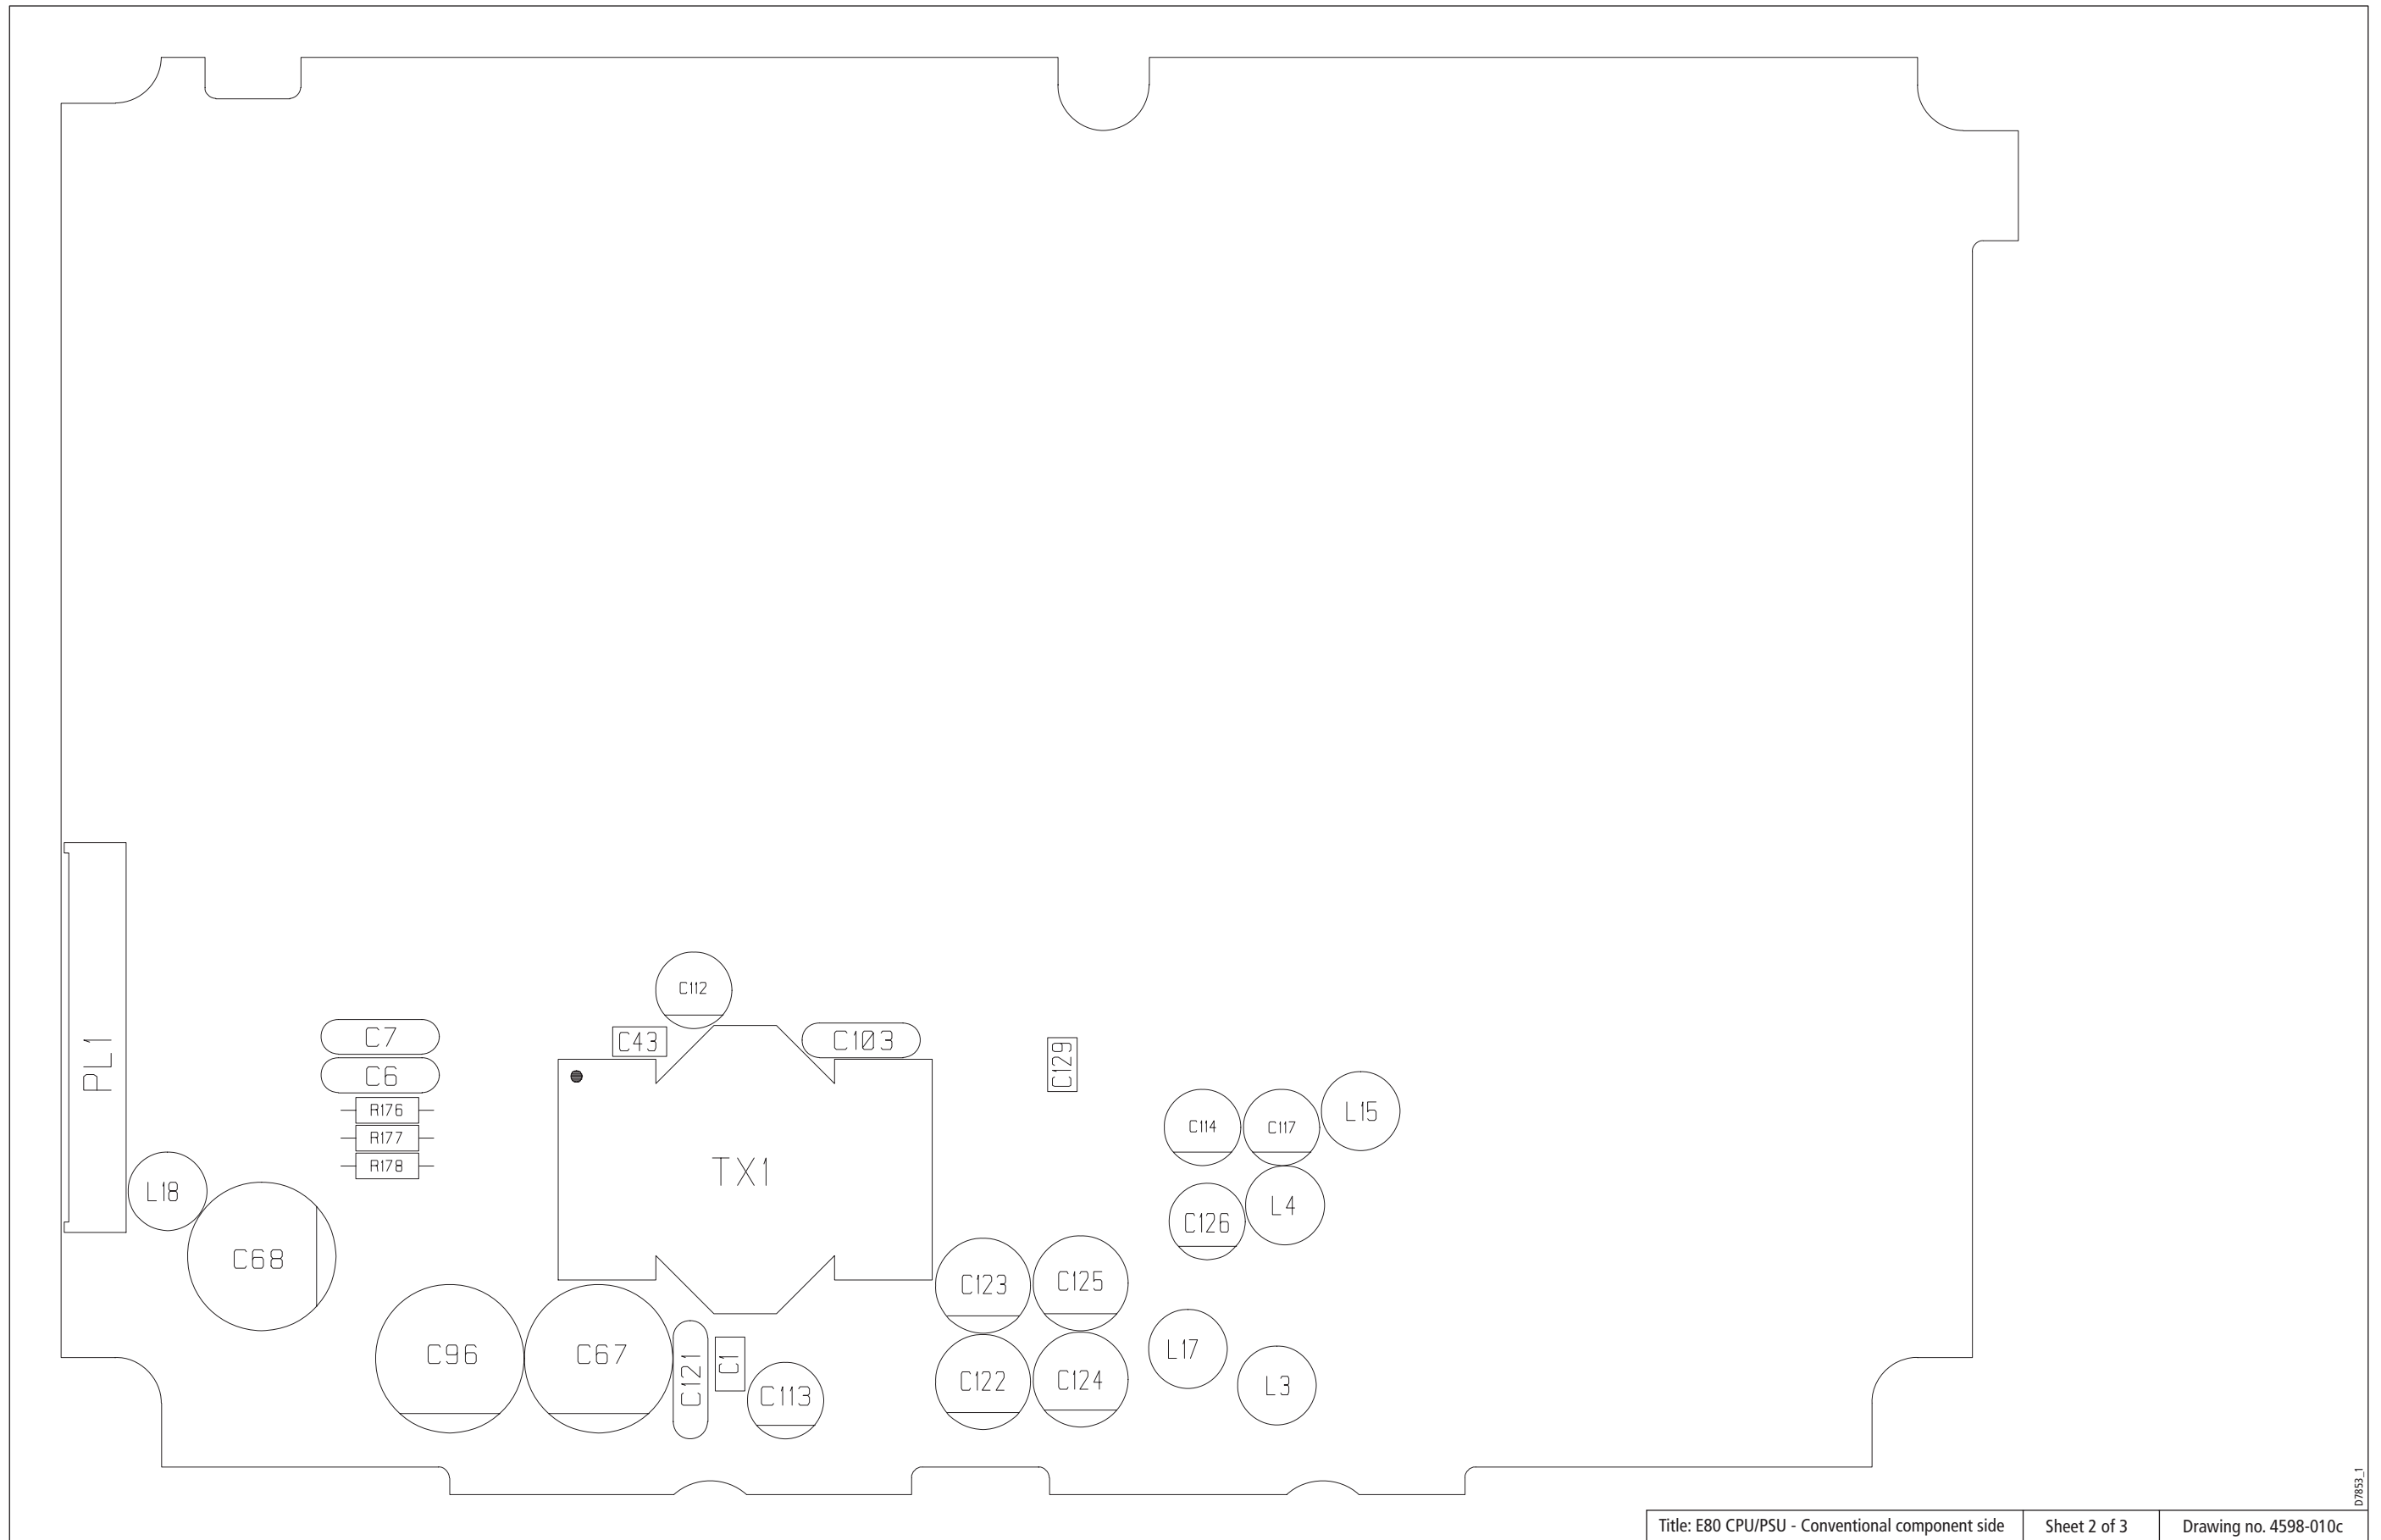 C112
C7
C43
C103
PL1
C129
C6
R176
L15
C114
C117
R177
R178
TX1
L18
L4
C126
C68
C123
C125
C96
C67
L17
C1
C121
C122
C124
L3
C113
D7853_1
Title: E80 CPU/PSU - Conventional component side
Sheet 2 of 3
Drawing no. 4598-010c